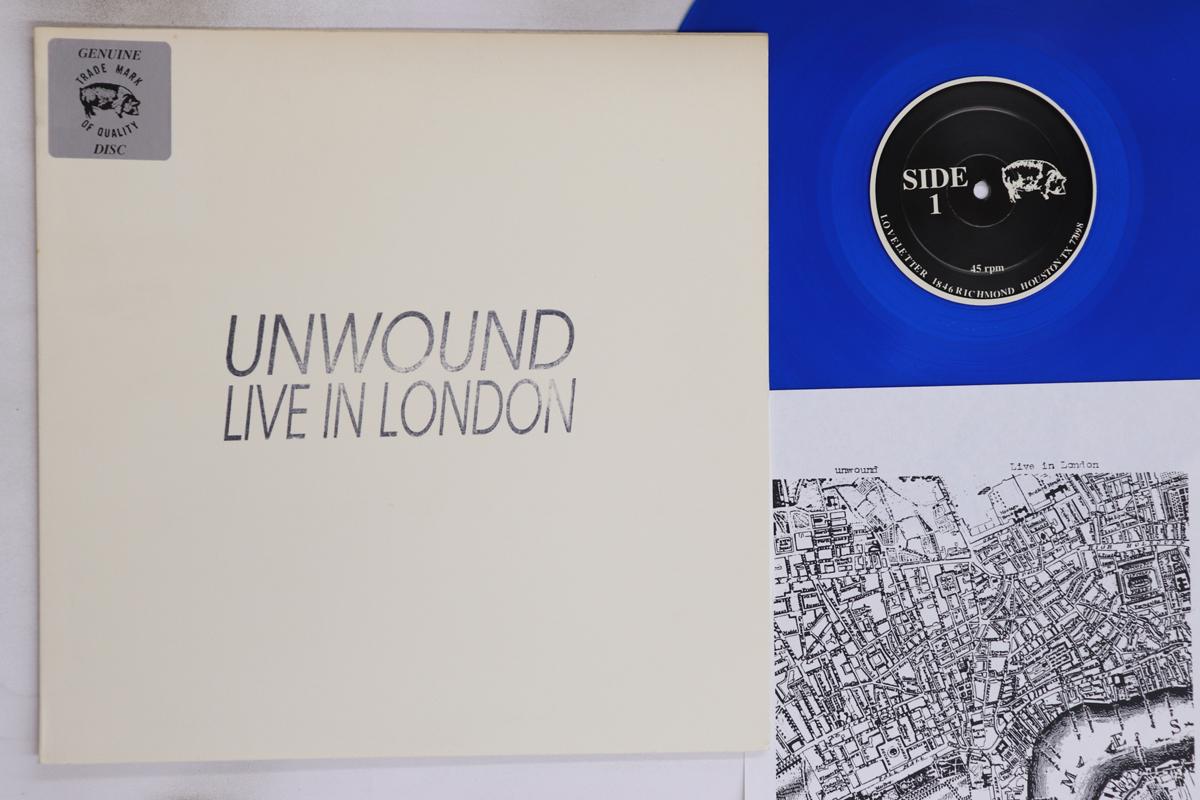 GENUINE
TRADE MARK
OF QUALITY
DISC
UNWOUND
LIVE IN LONDON
SIDE
1
45 rpm
LOVELETTER 1846 RICHMOND HOUSTON TX 77098
unwound Live in London
M E S